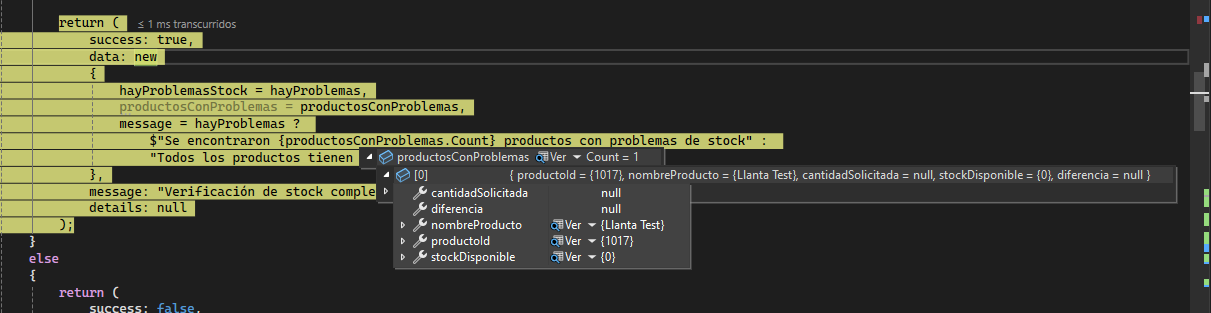 return (   ≤ 1 ms transcurridos
success: true,
data: new
{
hayProblemasStock = hayProblemas,
productosConProblemas = productosConProblemas,
message = hayProblemas ?
$"Se encontraron {productosConProblemas.Count} productos con problemas de stock" :
"Todos los productos tienen
productosConProblemas Ver Count = 1
},
[0] { productoId = {1017}, nombreProducto = {Llanta Test}, cantidadSolicitada = null, stockDisponible = {0}, diferencia = null }
message: "Verificación de stock comple
cantidadSolicitada null
details: null
diferencia null
);
nombreProducto Ver {Llanta Test}
}
productoId Ver {1017}
else
stockDisponible Ver {0}
{
return (
success: false,